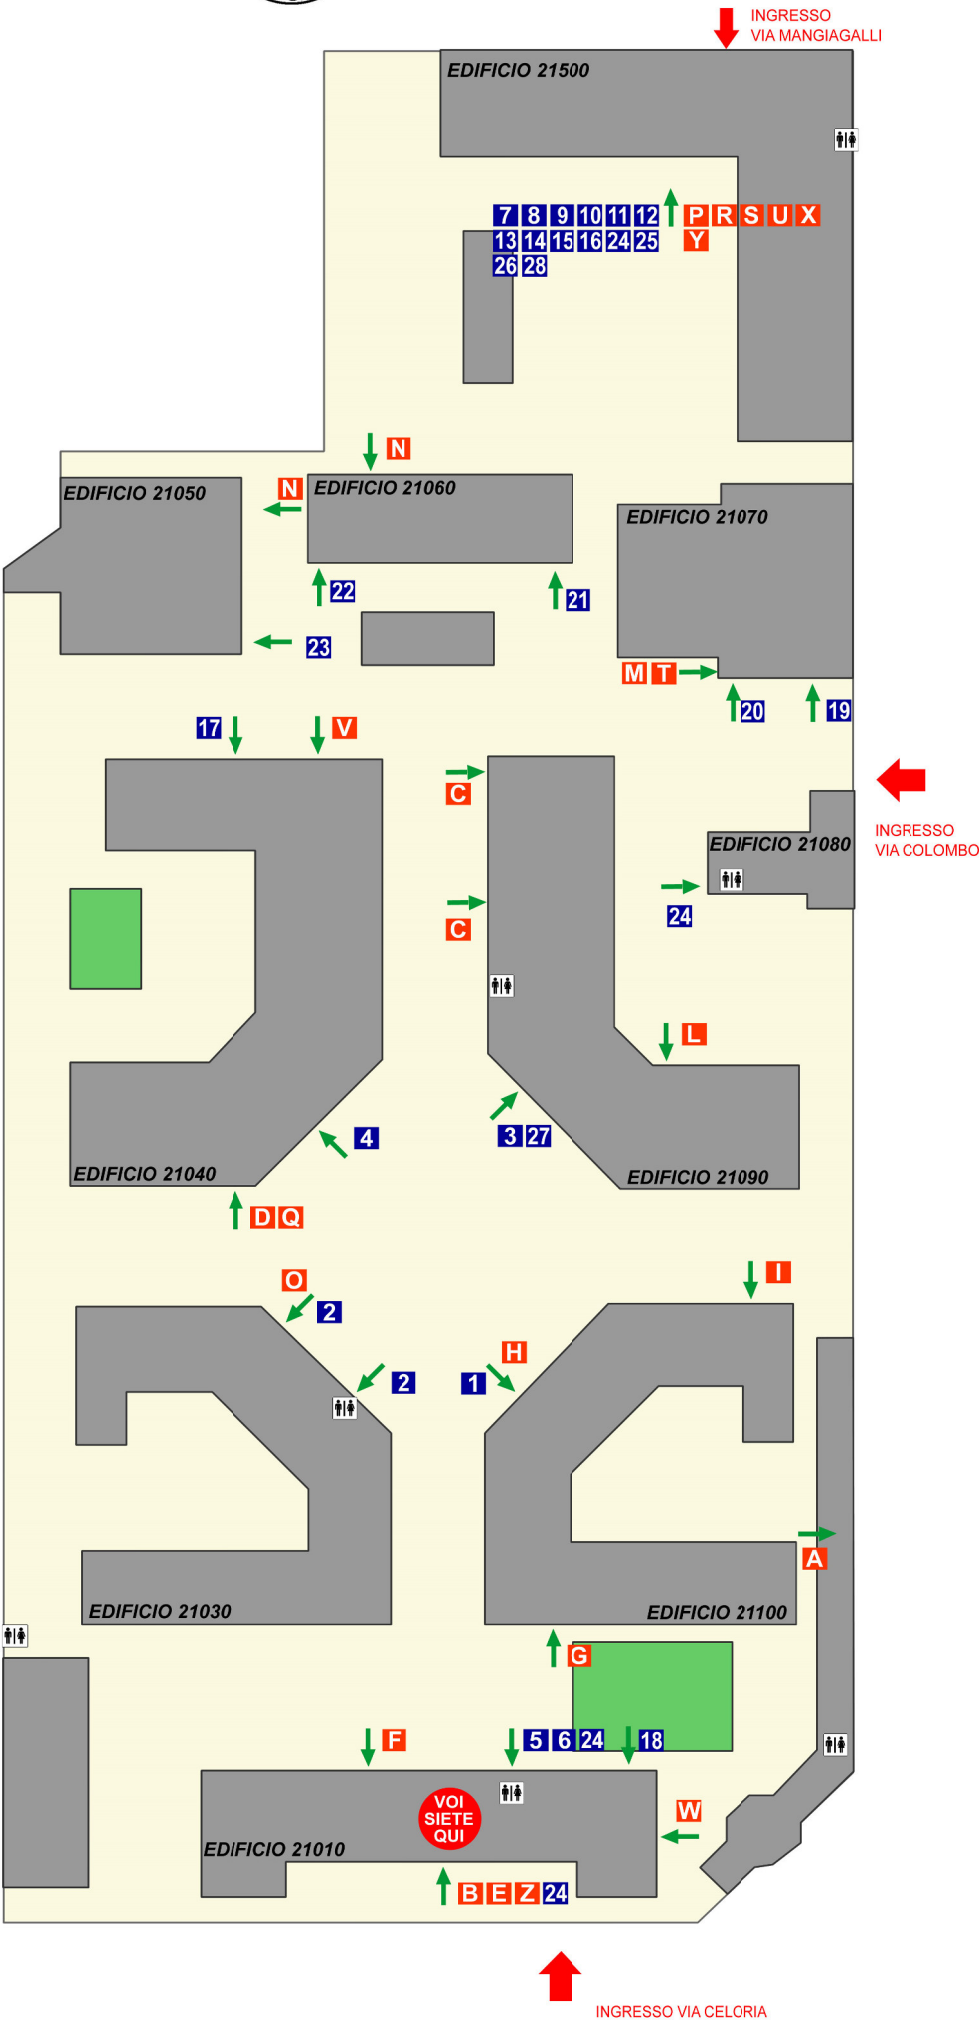 INGRESSO
VIA MANGIAGALLI
EDIFICIO 21500
7 8 9 10 11 12 P R S U X
13 14 15 16 24 25 Y
26 28
N
EDIFICIO 21050
N
EDIFICIO 21060
EDIFICIO 21070
22
21
23
M T
20
19
17
V
C
INGRESSO
VIA COLOMBO
EDIFICIO 21080
24
C
L
4
3 27
EDIFICIO 21040
EDIFICIO 21090
D Q
O
2
I
H
2
1
A
EDIFICIO 21030
EDIFICIO 21100
G
F
5 6 24
18
VOI
SIETE
QUI
W
EDIFICIO 21010
B E Z 24
INGRESSO VIA CELORIA